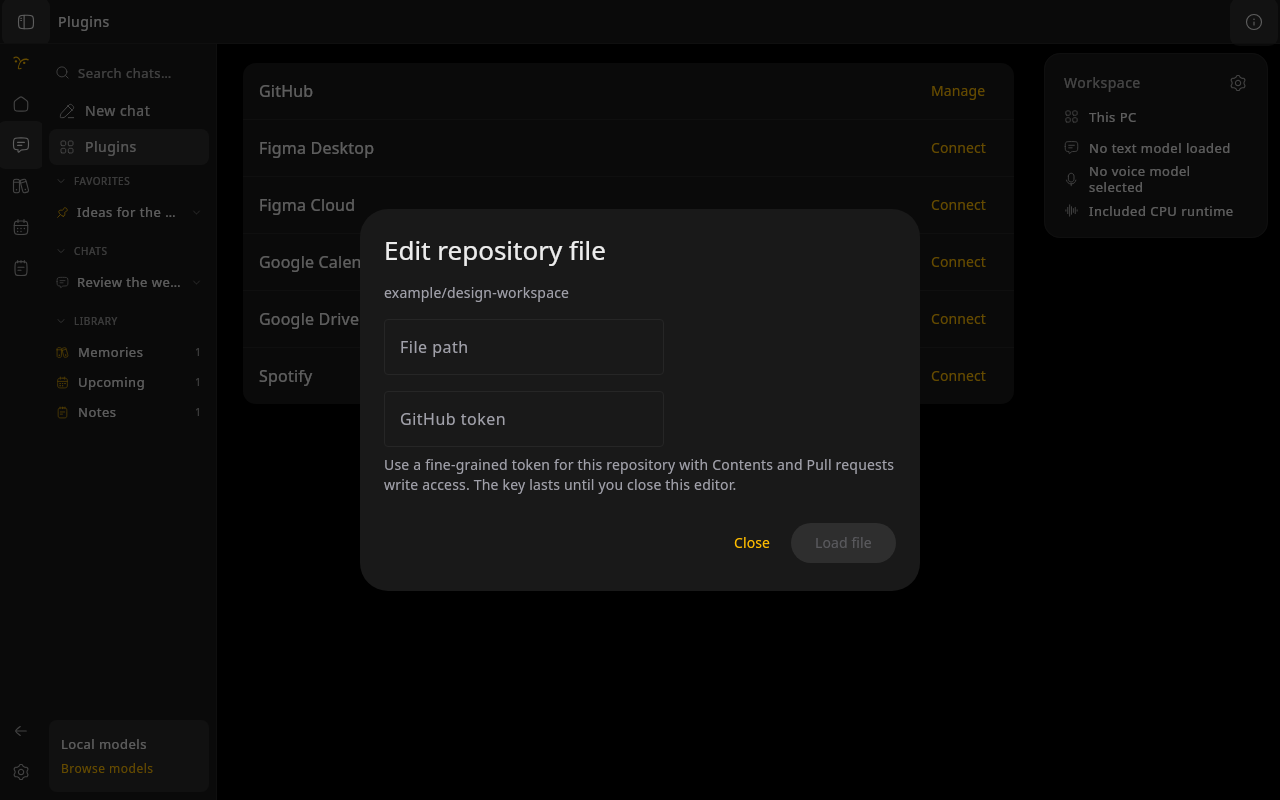 Plugins
Search chats...
New chat
Plugins
FAVORITES
Ideas for the ...
CHATS
Review the we...
LIBRARY
Memories 1
Upcoming 1
Notes 1
Local models
Browse models
GitHub Manage
Figma Desktop Connect
Figma Cloud Connect
Google Calen Connect
Google Drive Connect
Spotify Connect
Edit repository file
example/design-workspace
File path
GitHub token
Use a fine-grained token for this repository with Contents and Pull requests
write access. The key lasts until you close this editor.
Close Load file
Workspace
This PC
No text model loaded
No voice model
selected
Included CPU runtime